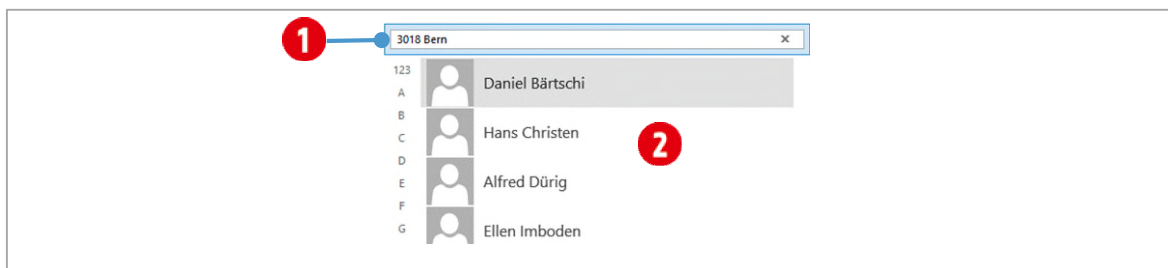 1
3018 Bern ×
123
Daniel Bärtschi
A
B
Hans Christen
C
2
D
Alfred Dürig
E
F
Ellen Imboden
G